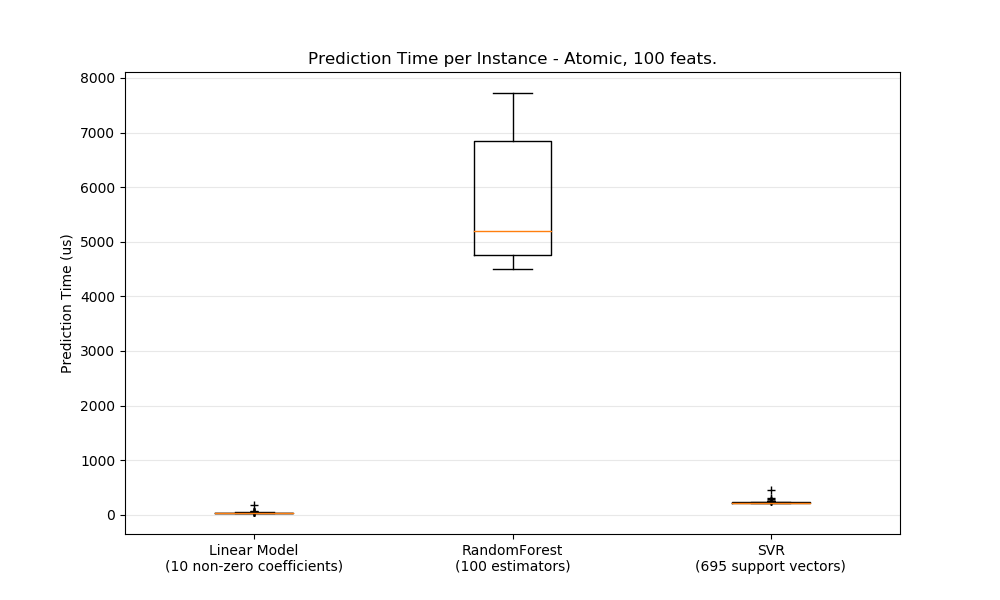 Prediction Time per Instance - Atomic, 100 feats.
Prediction Time (us)
8000
7000
6000
5000
4000
3000
2000
1000
0
Linear Model
(10 non-zero coefficients)
RandomForest
(100 estimators)
SVR
(695 support vectors)